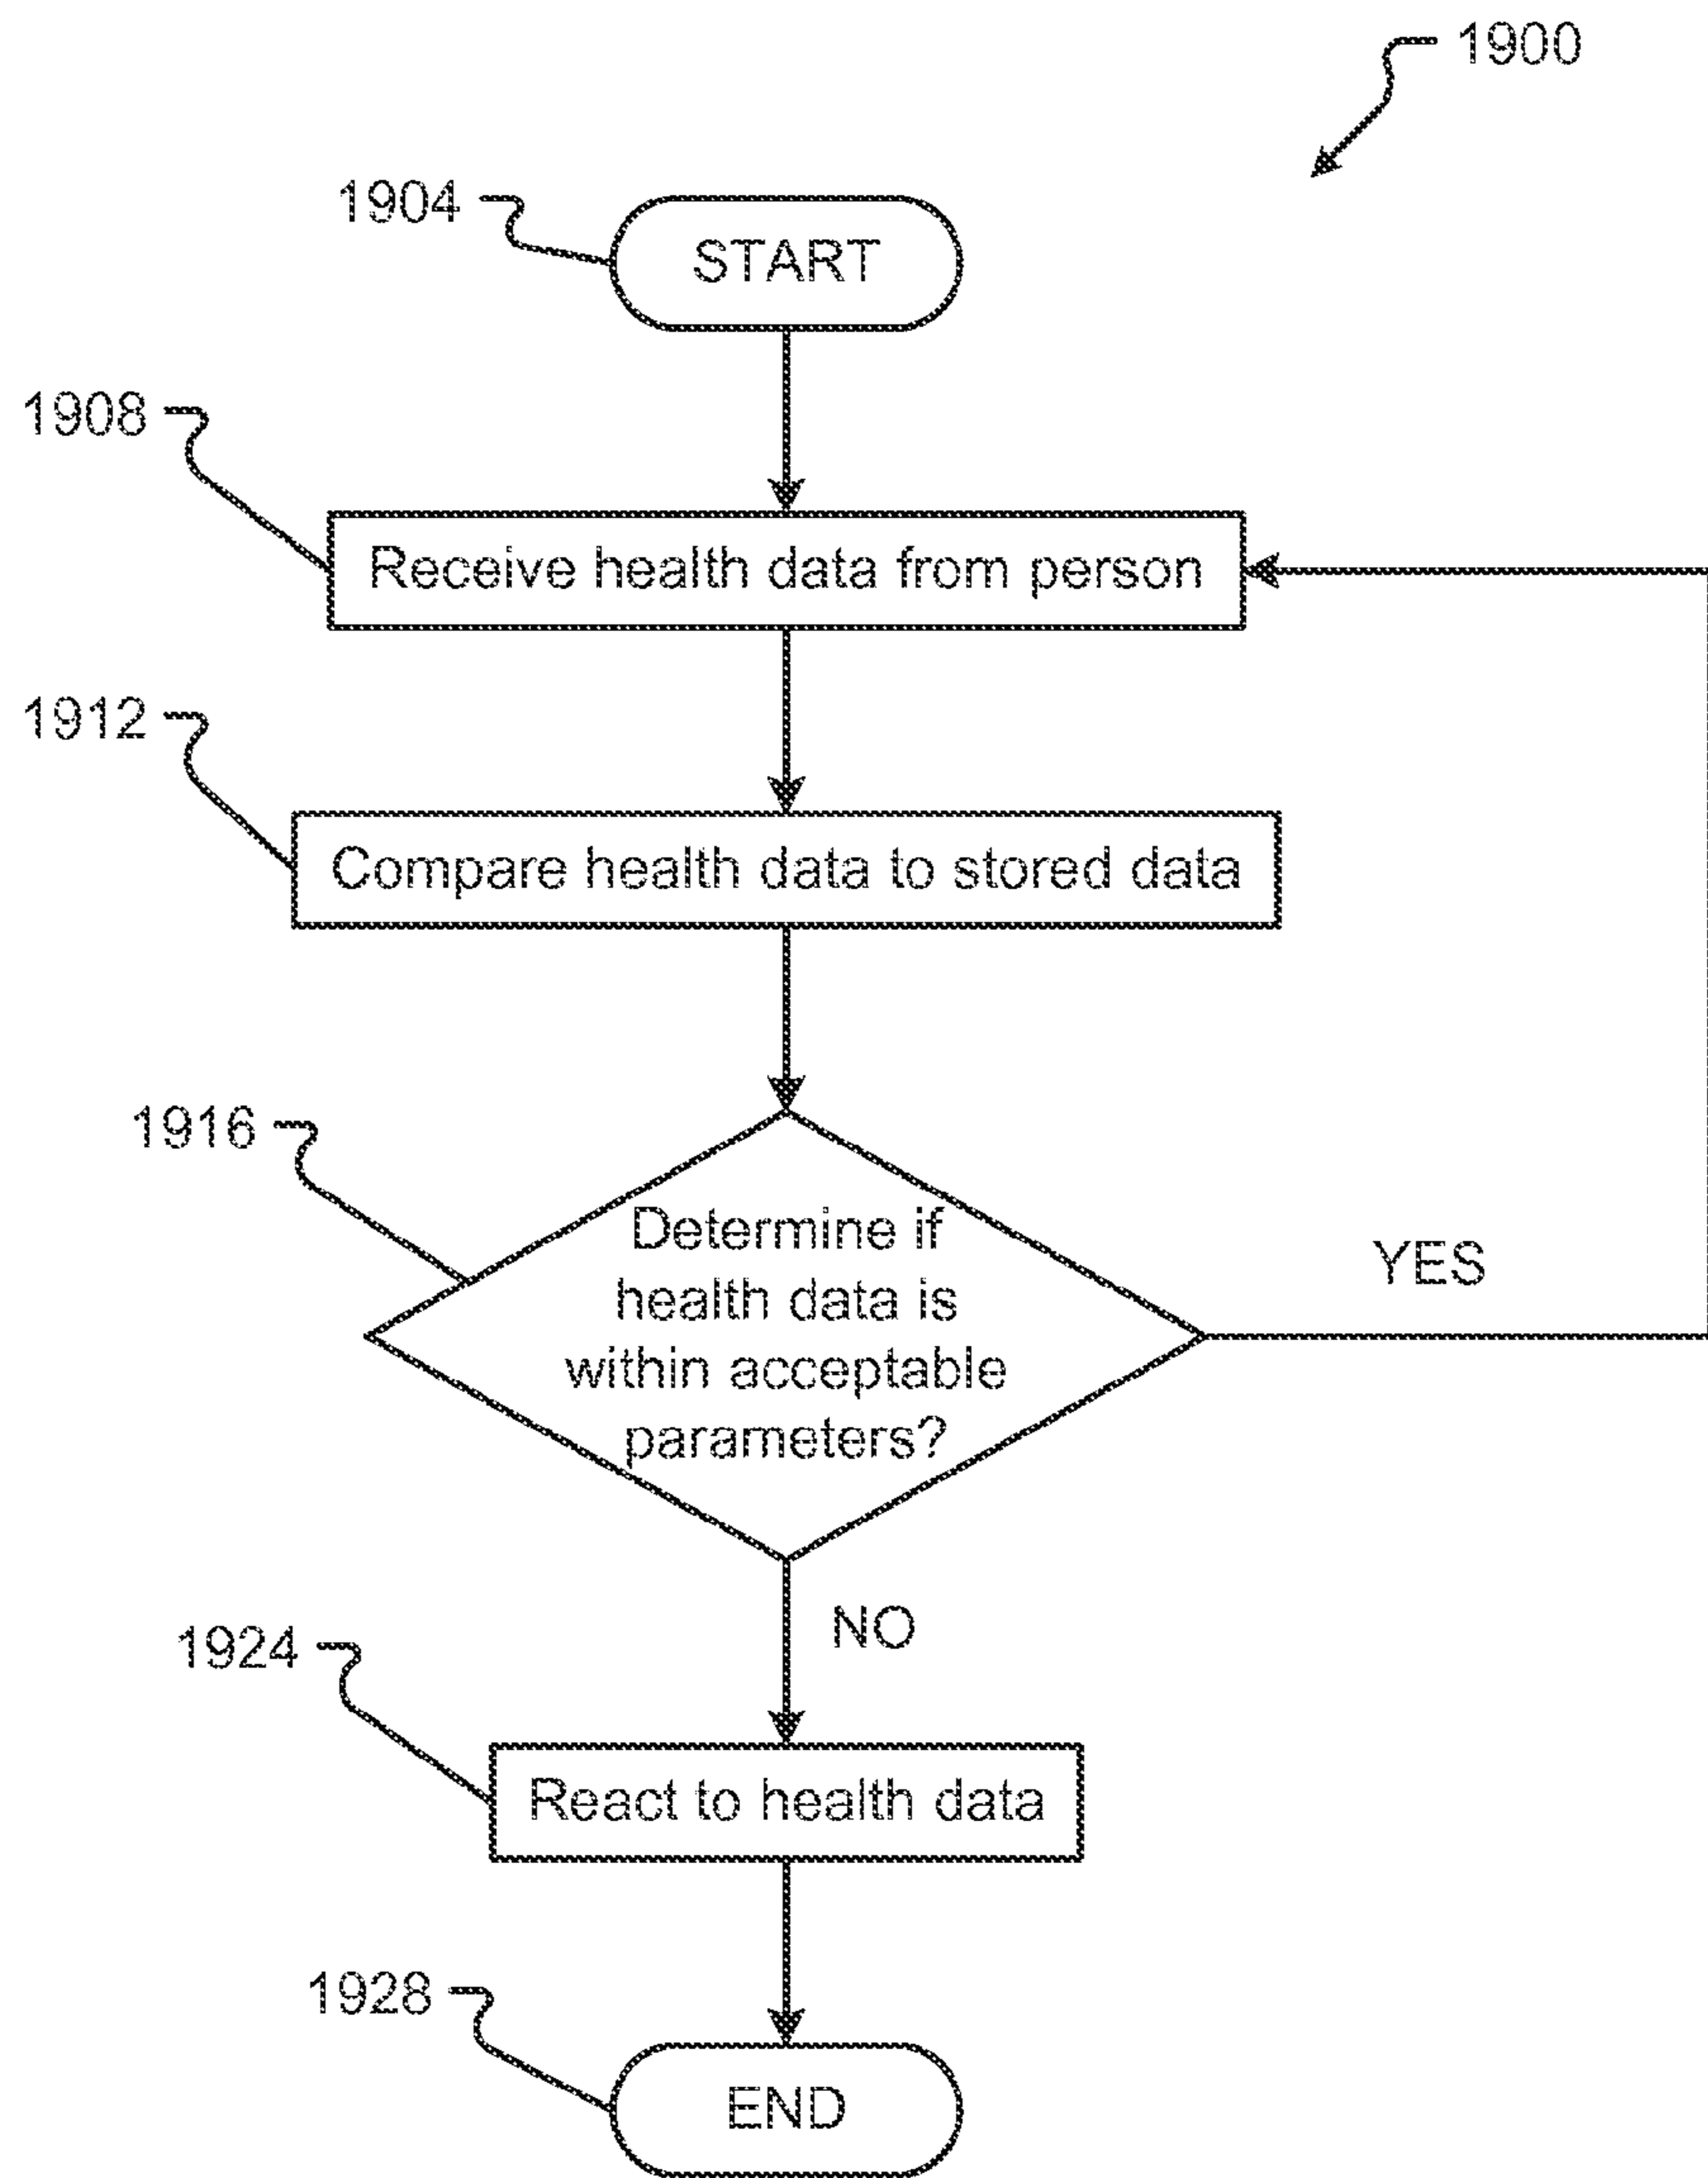 1900
1904
START
1908
Receive health data from person
1912
Compare health data to stored data
1916
Determine if
health data is
within acceptable
parameters?
YES
NO
1924
React to health data
1928
END